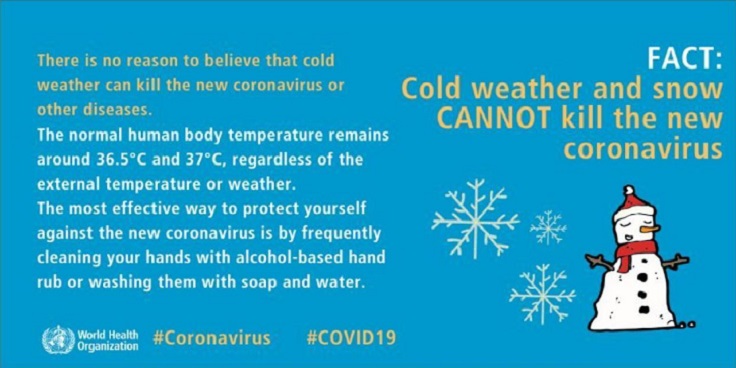 There is no reason to believe that cold
weather can kill the new coronavirus or
other diseases.
The normal human body temperature remains
around 36.5°C and 37°C, regardless of the
external temperature or weather.
The most effective way to protect yourself
against the new coronavirus is by frequently
cleaning your hands with alcohol-based hand
rub or washing them with soap and water.
FACT:
Cold weather and snow
CANNOT kill the new
coronavirus
World Health
Organization
#Coronavirus #COVID19